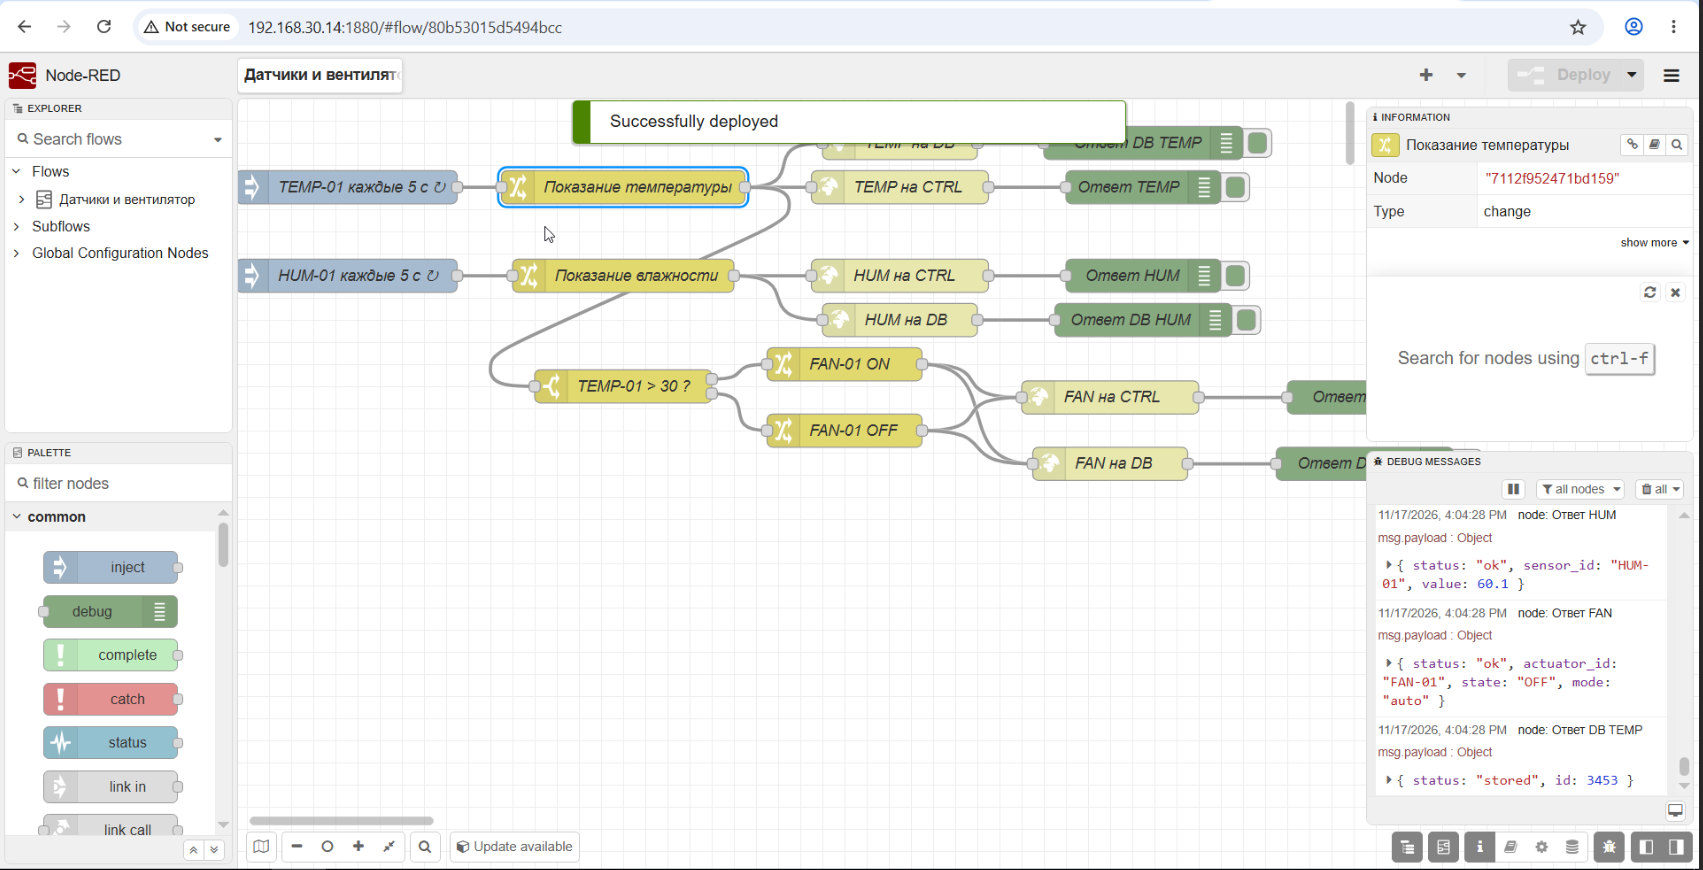 Not secure
192.168.30.14:1880/#flow/80b53015d5494bcc
Node-RED
Датчики и вентилят
Deploy
EXPLORER
Search flows
Flows
Датчики и вентилятор
Subflows
Global Configuration Nodes
PALETTE
filter nodes
common
inject
debug
complete
catch
status
link in
link call
Successfully deployed
TEMP на DB
Ответ DB TEMP
TEMP-01 каждые 5 с ↻
Показание температуры
TEMP на CTRL
Ответ TEMP
HUM-01 каждые 5 с ↻
Показание влажности
HUM на CTRL
Ответ HUM
HUM на DB
Ответ DB HUM
TEMP-01 > 30 ?
FAN-01 ON
FAN-01 OFF
FAN на CTRL
Ответ
FAN на DB
Ответ D
Update available
INFORMATION
Показание температуры
Node
"7112f952471bd159"
Type
change
show more
Search for nodes using ctrl-f
DEBUG MESSAGES
all nodes
all
11/17/2026, 4:04:28 PM node: Ответ HUM
msg.payload : Object
{ status: "ok", sensor_id: "HUM-
01", value: 60.1 }
11/17/2026, 4:04:28 PM node: Ответ FAN
msg.payload : Object
{ status: "ok", actuator_id:
"FAN-01", state: "OFF", mode:
"auto" }
11/17/2026, 4:04:28 PM node: Ответ DB TEMP
msg.payload : Object
{ status: "stored", id: 3453 }